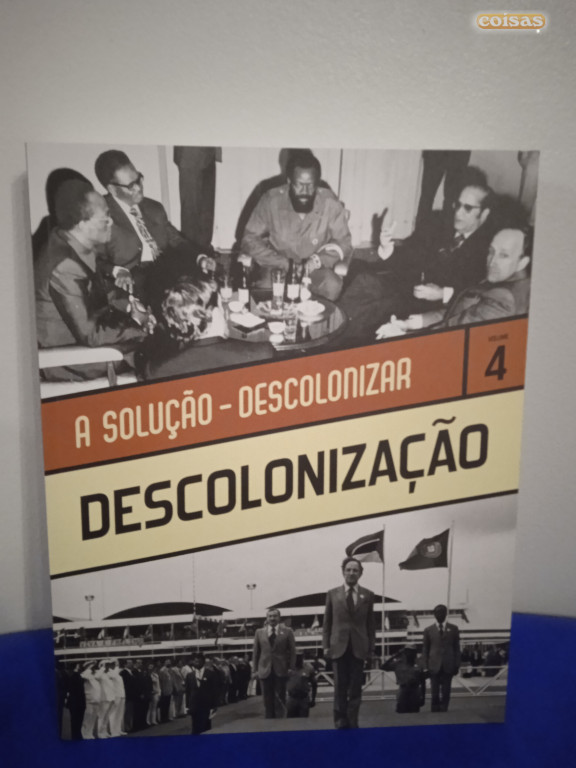 coisas
A SOLUÇÃO - DESCOLONIZAR
VOLUME
4
DESCOLONIZAÇÃO